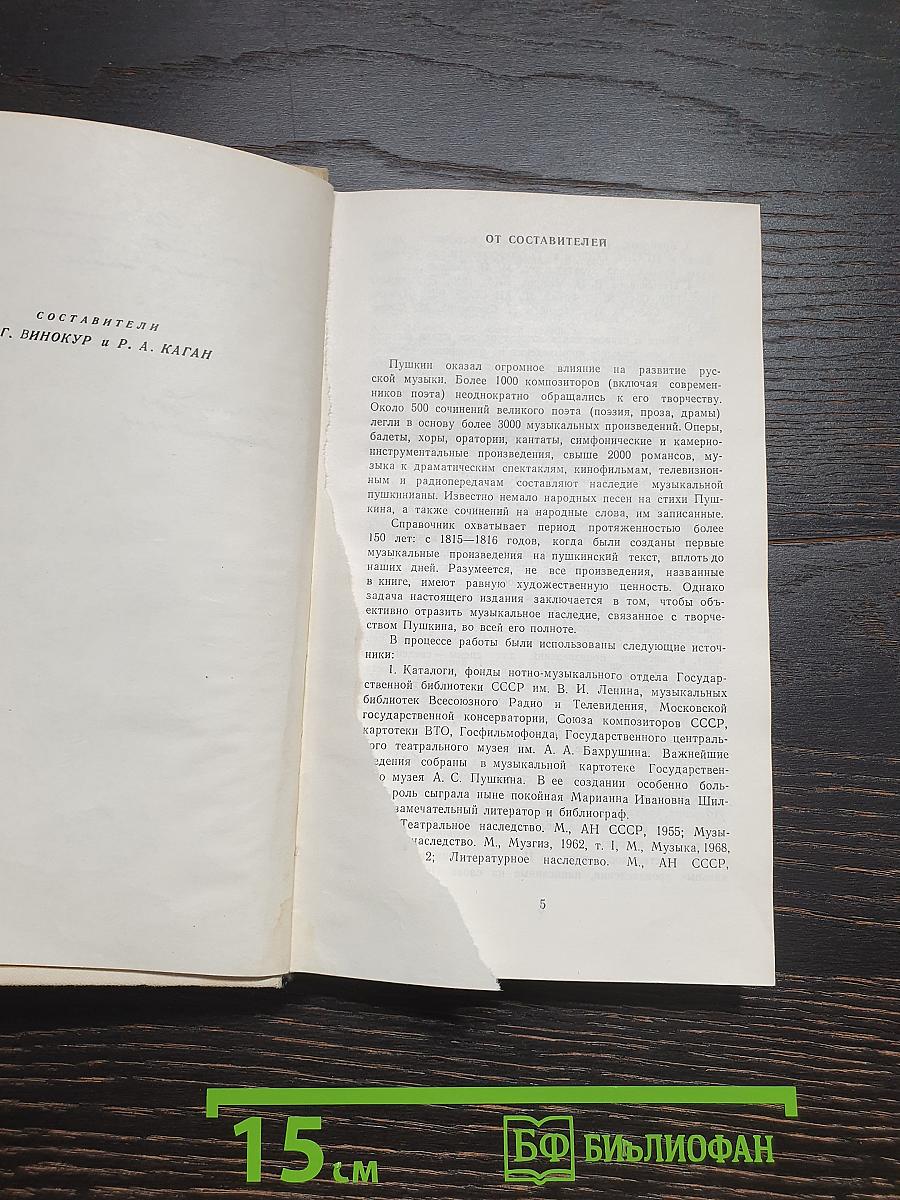 СОСТАВИТЕЛИ
Г. ВИНОКУР и Р. А. КАГАН
ОТ СОСТАВИТЕЛЕЙ
Пушкин оказал огромное влияние на развитие рус-
ской музыки. Более 1000 композиторов (включая современ-
ников поэта) неоднократно обращались к его творчеству.
Около 500 сочинений великого поэта (поэзия, проза, драмы)
легли в основу более 3000 музыкальных произведений. Оперы,
балеты, хоры, оратории, кантаты, симфонические и камерно-
инструментальные произведения, свыше 2000 романсов, му-
зыка к драматическим спектаклям, кинофильмам, телевизион-
ным и радиопередачам составляют наследие музыкальной
пушкинианы. Известно немало народных песен на стихи Пуш-
кина, а также сочинений на народные слова, им записанные.
Справочник охватывает период протяженностью более
150 лет: с 1815—1816 годов, когда были созданы первые
музыкальные произведения на пушкинский текст, вплоть до
наших дней. Разумеется, не все произведения, названные
в книге, имеют равную художественную ценность. Однако
задача настоящего издания заключается в том, чтобы объ-
ективно отразить музыкальное наследие, связанное с творче-
ством Пушкина, во всей его полноте.
В процессе работы были использованы следующие источ-
ники:
1. Каталоги, фонды нотно-музыкального отдела Государ-
ственной библиотеки СССР им. В. И. Ленина, музыкальных
библиотек Всесоюзного Радио и Телевидения, Московской
государственной консерватории, Союза композиторов СССР,
картотеки ВТО, Госфильмофонда, Государственного централь-
ого театрального музея им. А. А. Бахрушина. Важнейшие
едения собраны в музыкальной картотеке Государствен-
о музея А. С. Пушкина. В ее создании особенно боль-
роль сыграла ныне покойная Марианна Ивановна Шил-
замечательный литератор и библиограф.
Театральное наследство. М., АН СССР, 1955; Музы-
наследство. М., Музгиз, 1962, т. I, М., Музыка, 1968,
2; Литературное наследство. М., АН СССР,
5
15 см
БФ БИБЛИОФАН